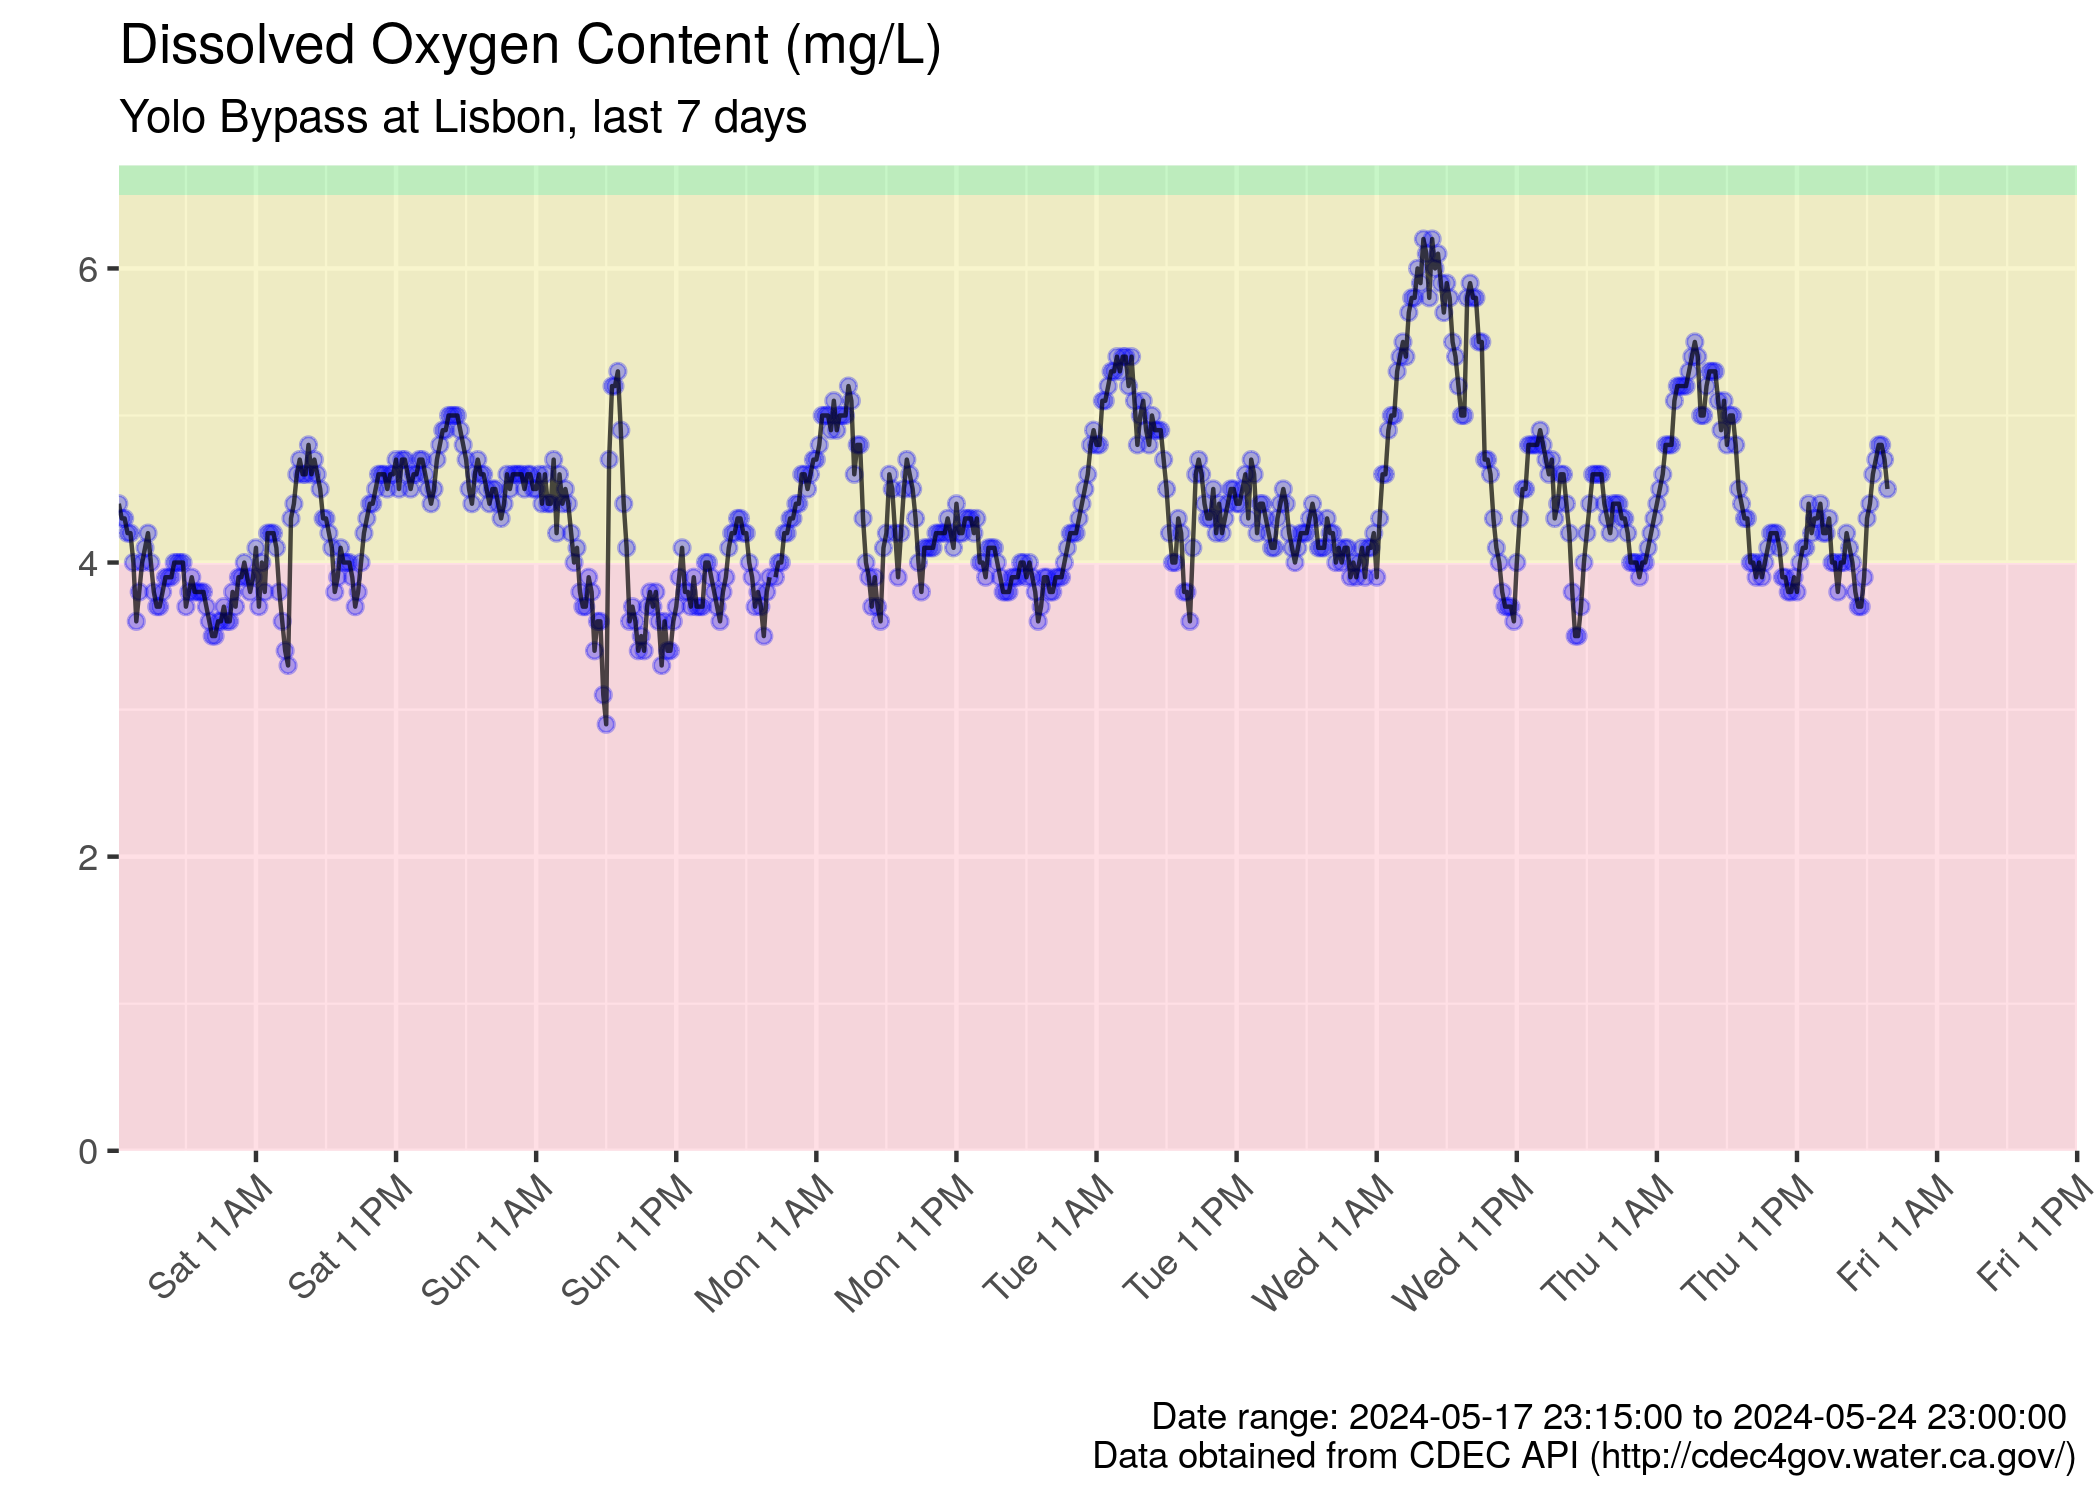 Dissolved Oxygen Content (mg/L)
Yolo Bypass at Lisbon, last 7 days
6
4
2
0
Sat 11AM
Sat 11PM
Sun 11AM
Sun 11PM
Mon 11AM
Mon 11PM
Tue 11AM
Tue 11PM
Wed 11AM
Wed 11PM
Thu 11AM
Thu 11PM
Fri 11AM
Fri 11PM
Date range: 2024-05-17 23:15:00 to 2024-05-24 23:00:00
Data obtained from CDEC API (http://cdec4gov.water.ca.gov/)